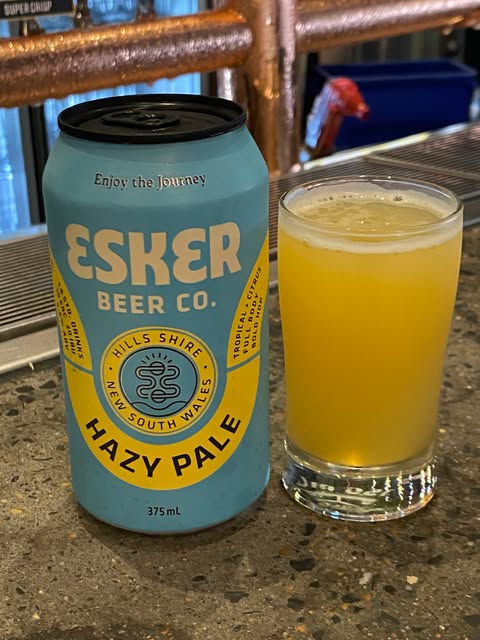 SUPER CRISP
Enjoy the Journey
ESKER
BEER CO.
TROPICAL • CITRUS
FULL BODY
BOLD HOP
HILLS SHIRE •
NEW SOUTH WALES
HAZY PALE
375mL